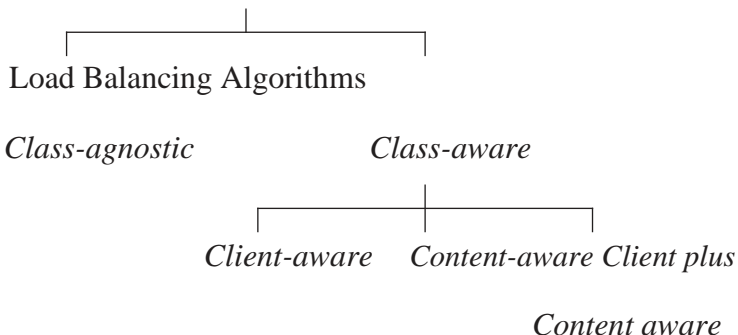 Load Balancing Algorithms
Class-agnostic Class-aware
Client-aware Content-aware Client plus
Content aware